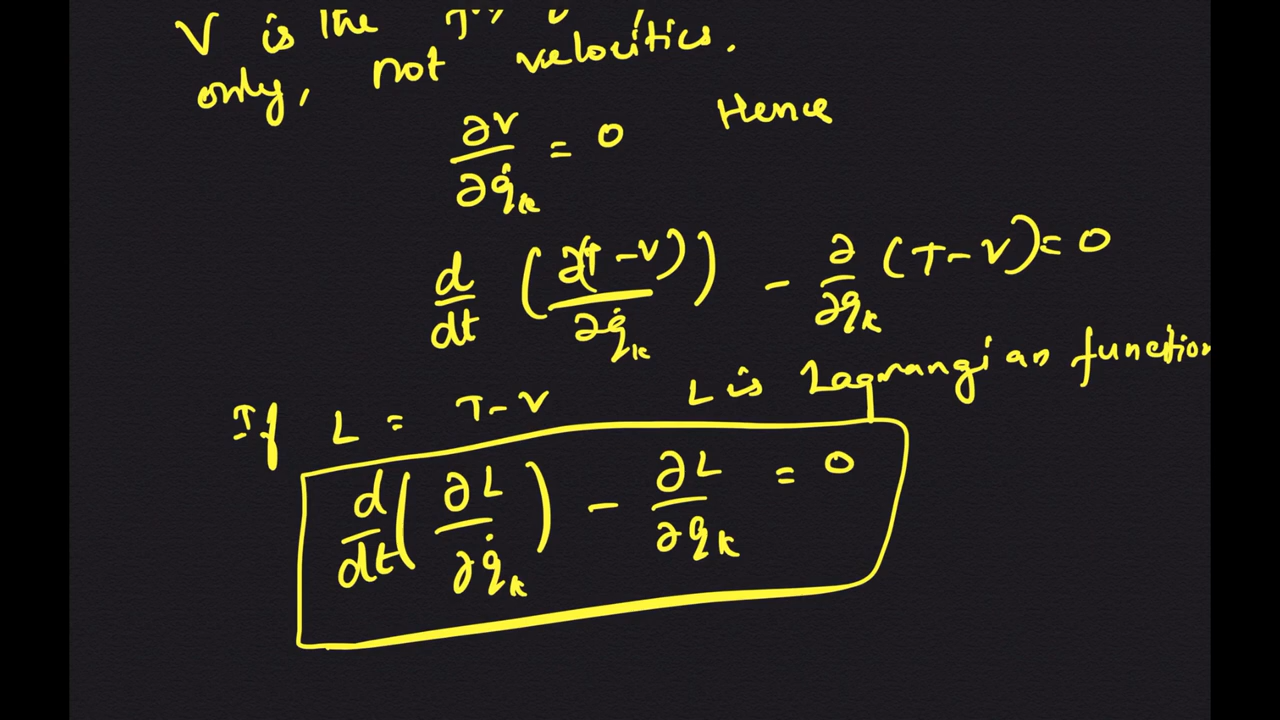 V is the
only, not velocities.
∂V/∂q̇ₖ = 0 Hence
d/dt (∂(T-V)/∂q̇ₖ) - ∂/∂qₖ (T-V) = 0
If L = T-V L is Lagrangian function
d/dt (∂L/∂q̇ₖ) - ∂L/∂qₖ = 0